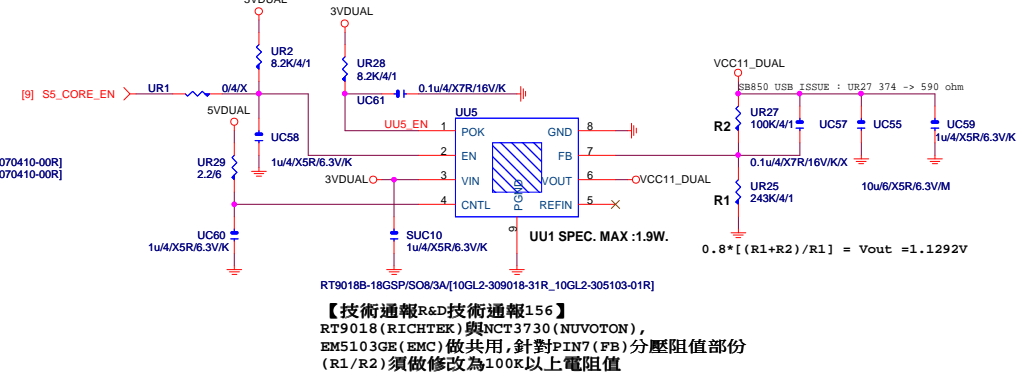 3VDUAL
3VDUAL
UR2
8.2K/4/1
UR28
8.2K/4/1
VCC11_DUAL
[9] S5_CORE_EN
UR1
0/4/X
0.1u/4/X7R/16V/K
UC61
SB850 USB ISSUE : UR27 374 -> 590 ohm
5VDUAL
UU5
UR27
100K/4/1
R2
UC57
UC55
UC59
1u/4/X5R/6.3V/K
UU5_EN
1 POK
GND 8
UC58
1u/4/X5R/6.3V/K
2 EN
FB 7
0.1u/4/X7R/16V/K/X
070410-00R]
070410-00R]
UR29
2.2/6
3VDUAL
3 VIN
VOUT 6
VCC11_DUAL
UR25
243K/4/1
R1
10u/6/X5R/6.3V/M
4 CNTL
REFIN 5
PGND
9
UC60
1u/4/X5R/6.3V/K
SUC10
1u/4/X5R/6.3V/K
UU1 SPEC. MAX :1.9W.
0.8*[(R1+R2)/R1] = Vout =1.1292V
RT9018B-18GSP/SO8/3A/[10GL2-309018-31R_10GL2-305103-01R]
【技術通報R&D技術通報156】
RT9018(RICHTEK)與NCT3730(NUVOTON),
EM5103GE(EMC)做共用,針對PIN7(FB)分壓阻值部份
(R1/R2)須做修改為100K以上電阻值